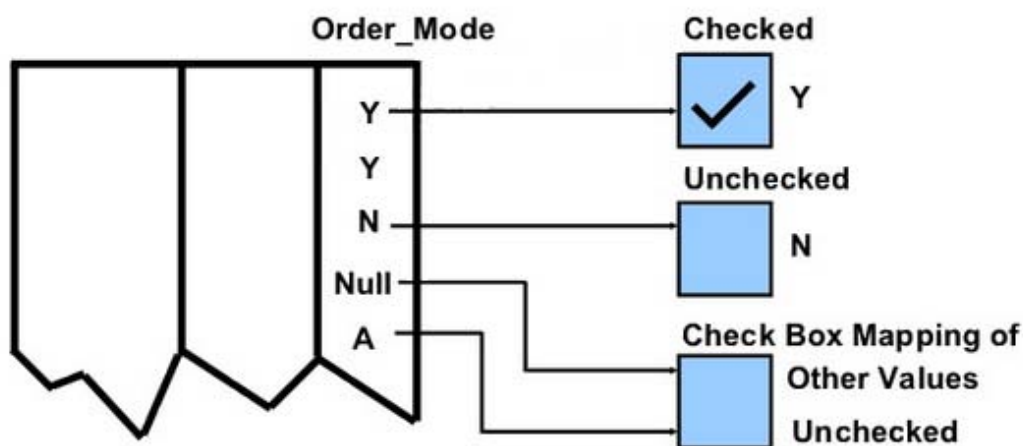 Order_Mode
Y
Y
N
Null
A
Checked
Y
Unchecked
N
Check Box Mapping of
Other Values
Unchecked